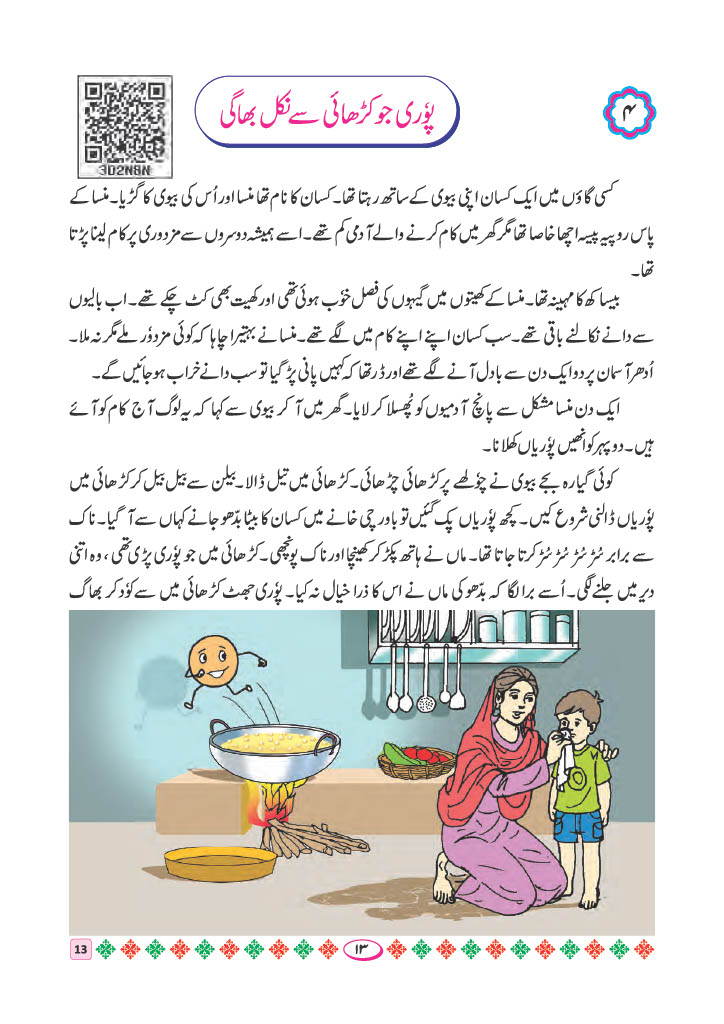 ۴
پوٗری جو کڑھائی سے نکل بھاگی
3D2N8N
کسی گاؤں میں ایک کسان اپنی بیوی کے ساتھ رہتا تھا۔ کسان کا نام تھا منسا اور اُس کی بیوی کا گڑیا۔ منسا کے
پاس روپیہ پیسہ اچھا خاصا تھا مگر گھر میں کام کرنے والے آدمی کم تھے۔ اسے ہمیشہ دوسروں سے مزدوری پر کام لینا پڑتا
تھا۔
بیساکھ کا مہینہ تھا۔ منسا کے کھیتوں میں گیہوں کی فصل خوٗب ہوئی تھی اور کھیت بھی کٹ چکے تھے۔ اب بالیوں
سے دانے نکالنے باقی تھے۔ سب کسان اپنے اپنے کام میں لگے تھے۔ منسا نے بہتیرا چاہا کہ کوئی مزدوٗر ملے مگر نہ ملا۔
اُدھر آسمان پر دو ایک دن سے بادل آنے لگے تھے اور ڈر تھا کہ کہیں پانی پڑ گیا تو سب دانے خراب ہو جائیں گے۔
ایک دن منسا مشکل سے پانچ آدمیوں کو پُھسلا کر لایا۔ گھر میں آ کر بیوی سے کہا کہ یہ لوگ آج کام کو آئے
ہیں۔ دوپہر کو انھیں پوٗریاں کھلانا۔
کوئی گیارہ بجے بیوی نے چوٗلھے پر کڑھائی چڑھائی۔ کڑھائی میں تیل ڈالا۔ بیلن سے بیل بیل کر کڑھائی میں
پوٗریاں ڈالنی شروع کیں۔ کچھ پوٗریاں پک گئیں تو باورچی خانے میں کسان کا بیٹا بدّھو جانے کہاں سے آ گیا۔ ناک
سے برابر سُڑ سُڑ سُڑ سُڑ کرتا جاتا تھا۔ ماں نے ہاتھ پکڑ کر کھینچا اور ناک پونچھی۔ کڑھائی میں جو پوٗری پڑی تھی، وہ اتنی
دیر میں جلنے لگی۔ اُسے برا لگا کہ بدّھو کی ماں نے اس کا ذرا خیال نہ کیا۔ پوٗری جھٹ کڑھائی میں سے کوٗد کر بھاگ
13
۱۳